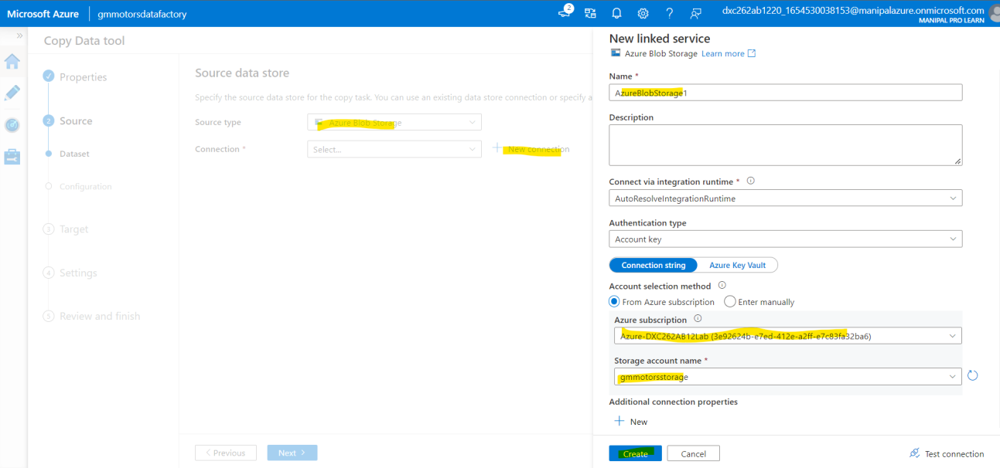 Microsoft Azure
gmmotorsdatafactory
2
dxc262ab1220_1654530038153@manipalazure.onmicrosoft.com
MANIPAL PRO LEARN
Copy Data tool
Properties
2 Source
Dataset
Configuration
3 Target
4 Settings
5 Review and finish
Source data store
Specify the source data store for the copy task. You can use an existing data store connection or specify a
Source type
Azure Blob Storage
Connection *
Select...
New connection
< Previous
Next >
New linked service
Azure Blob Storage Learn more
Name *
AzureBlobStorage1
Description
Connect via integration runtime *
AutoResolveIntegrationRuntime
Authentication type
Account key
Connection string
Azure Key Vault
Account selection method
From Azure subscription
Enter manually
Azure subscription
Azure-DXC262AB12Lab (3e92624b-e7ed-412e-a2ff-e7c83fa32ba6)
Storage account name *
gmmotorsstorage
Additional connection properties
+ New
Create
Cancel
Test connection